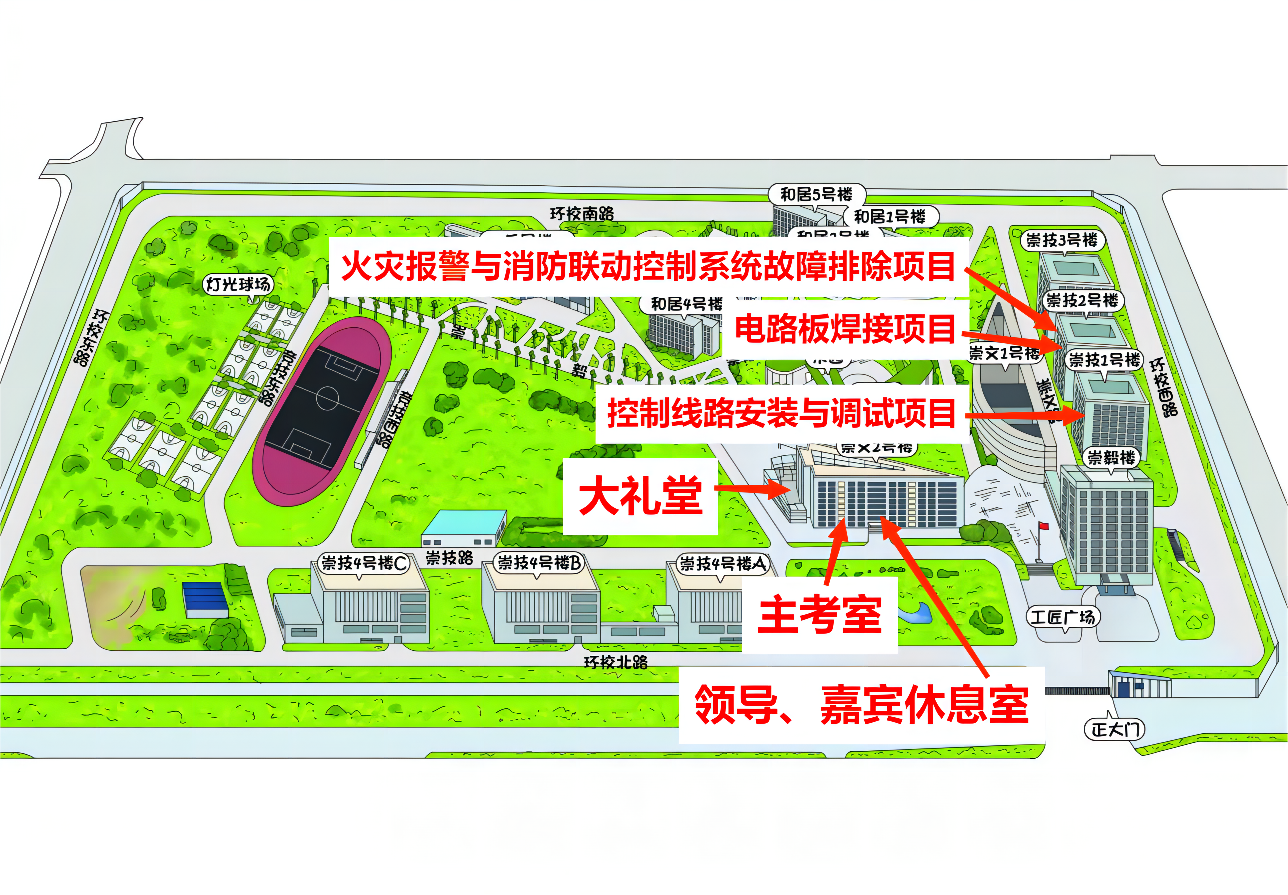 和居5号楼
环校南路
和居1号楼
崇技3号楼
火灾报警与消防联动控制系统故障排除项目
灯光球场
崇技2号楼
和居4号楼
环校东路
电路板焊接项目
崇
崇文1号楼
崇技1号楼
毅
环校西路
控制线路安装与调试项目
崇文2号楼
崇毅楼
大礼堂
崇技路
崇技4号楼C
崇技4号楼B
崇技4号楼A
主考室
工匠广场
环校北路
领导、嘉宾休息室
正大门